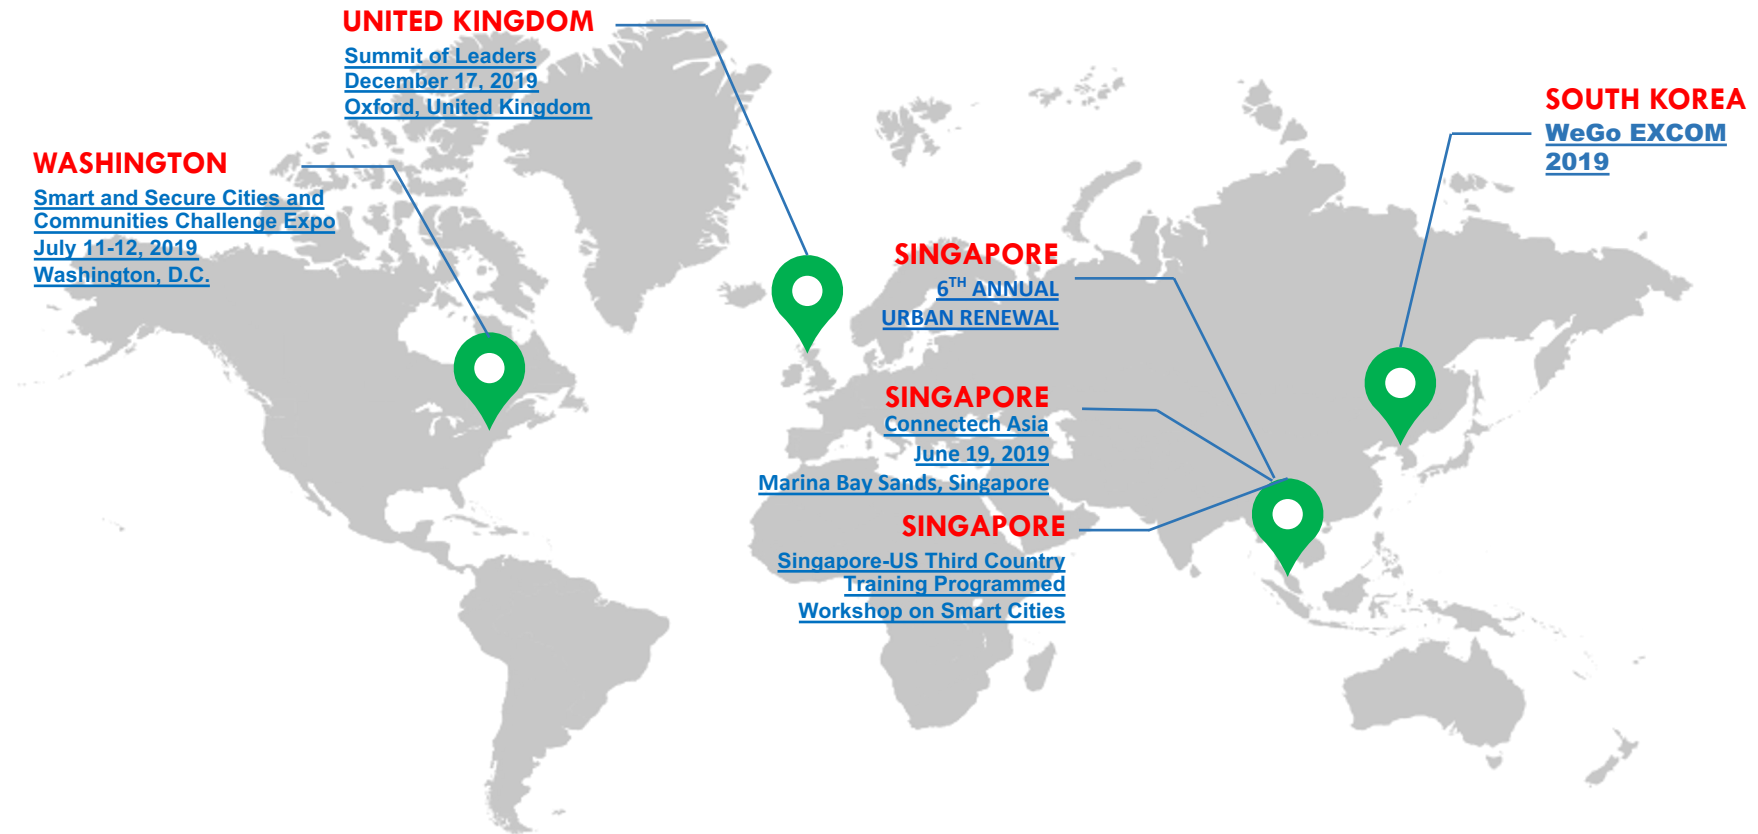 UNITED KINGDOM
Summit of Leaders
December 17, 2019
Oxford, United Kingdom
WASHINGTON
Smart and Secure Cities and
Communities Challenge Expo
July 11-12, 2019
Washington, D.C.
SOUTH KOREA
WeGo EXCOM
2019
SINGAPORE
6TH ANNUAL
URBAN RENEWAL
SINGAPORE
Connectech Asia
June 19, 2019
Marina Bay Sands, Singapore
SINGAPORE
Singapore-US Third Country
Training Programmed
Workshop on Smart Cities